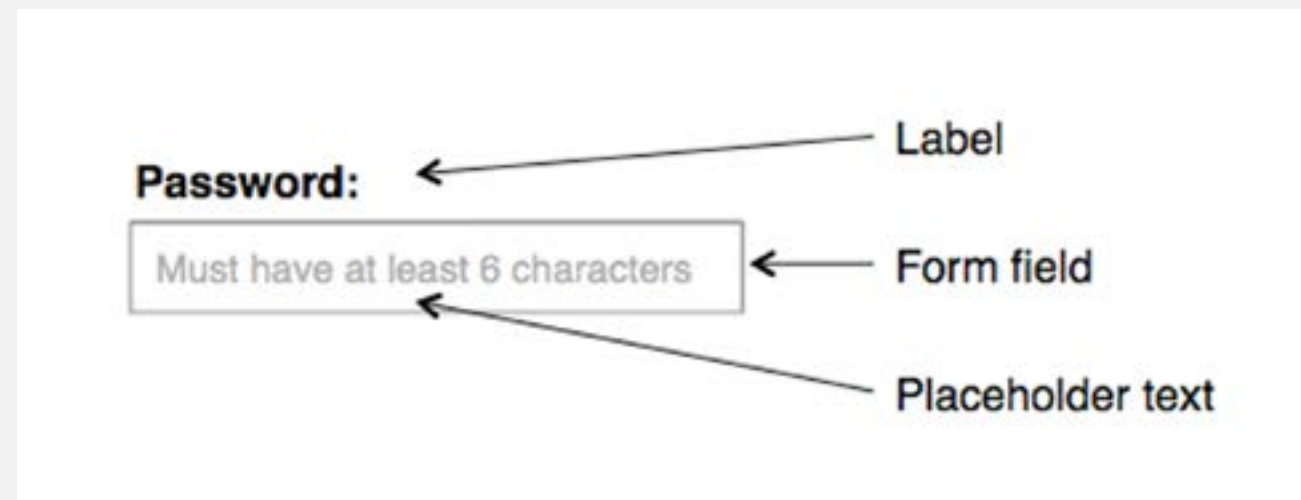 Label
Password:
Must have at least 6 characters
Form field
Placeholder text